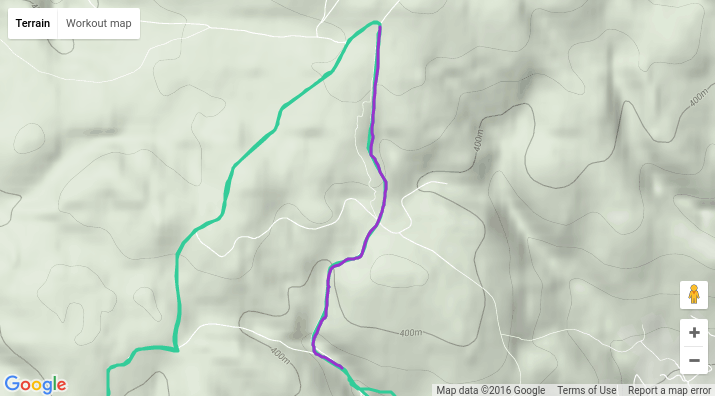 Terrain
Workout map
400m
400m
400m
400m
Google
Map data ©2016 Google
Terms of Use
Report a map error